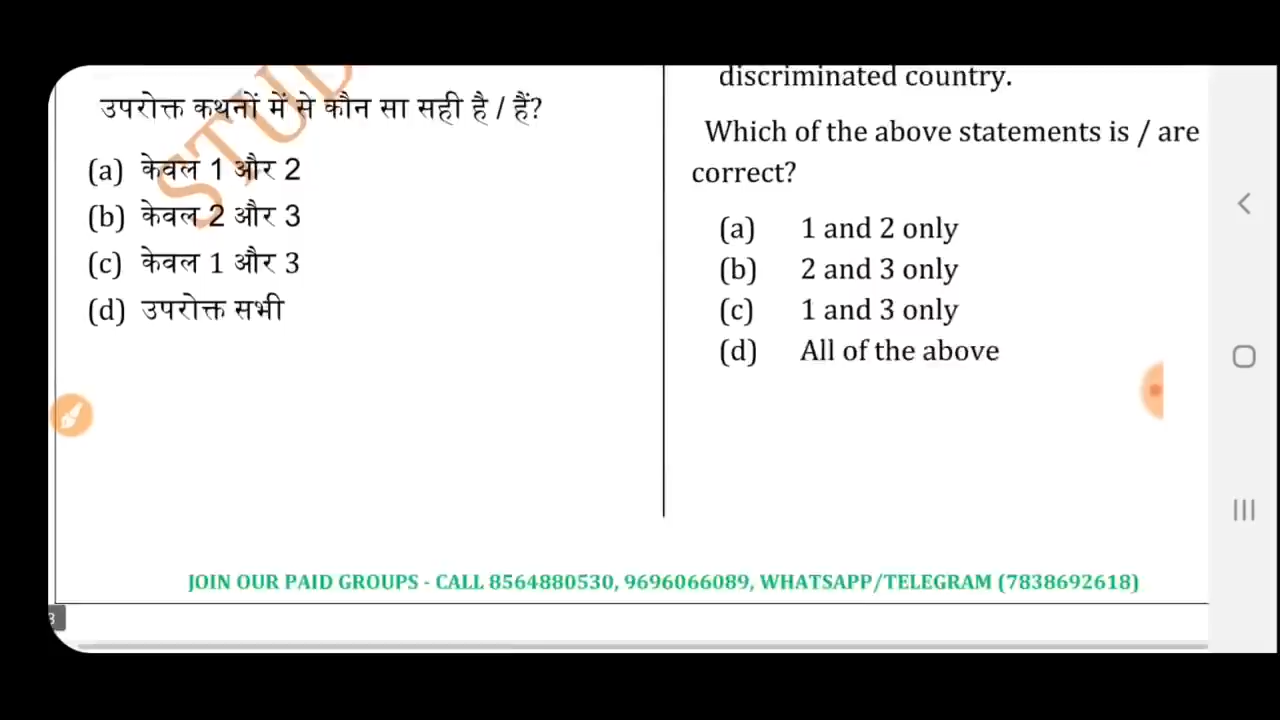 उपरोक्त कथनों में से कौन सा सही है / हैं?
(a) केवल 1 और 2
(b) केवल 2 और 3
(c) केवल 1 और 3
(d) उपरोक्त सभी
discriminated country.
Which of the above statements is / are
correct?
(a) 1 and 2 only
(b) 2 and 3 only
(c) 1 and 3 only
(d) All of the above
JOIN OUR PAID GROUPS - CALL 8564880530, 9696066089, WHATSAPP/TELEGRAM (7838692618)